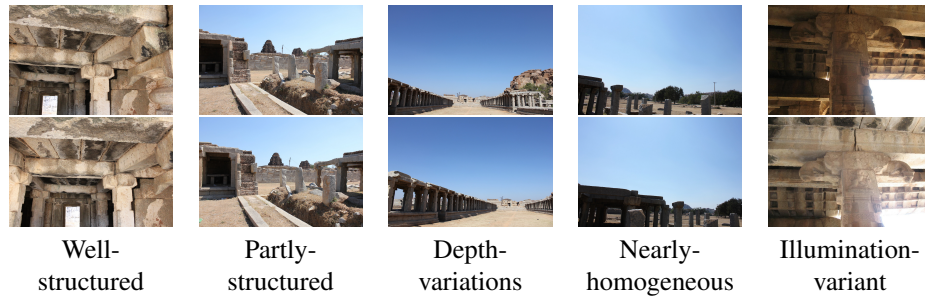 Well-
structured
Partly-
structured
Depth-
variations
Nearly-
homogeneous
Illumination-
variant